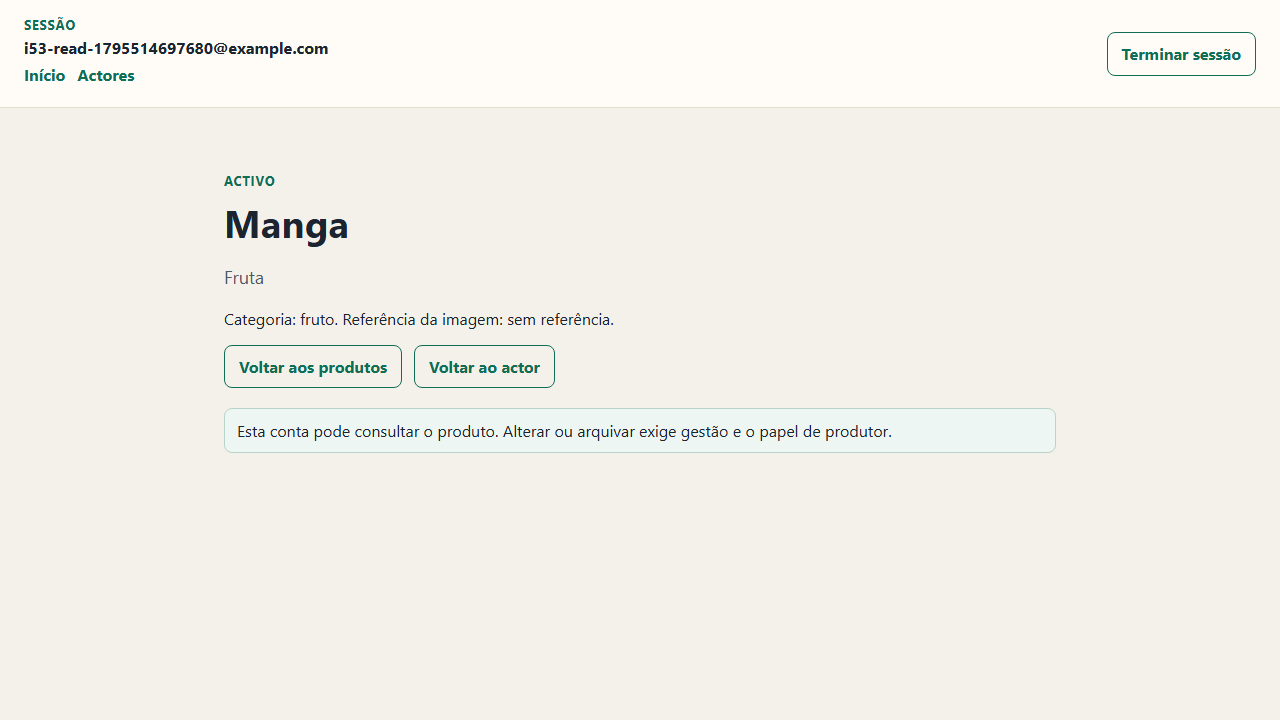 SESSÃO
i53-read-1795514697680@example.com
Início Actores
Terminar sessão
ACTIVO
Manga
Fruta
Categoria: fruto. Referência da imagem: sem referência.
Voltar aos produtos
Voltar ao actor
Esta conta pode consultar o produto. Alterar ou arquivar exige gestão e o papel de produtor.